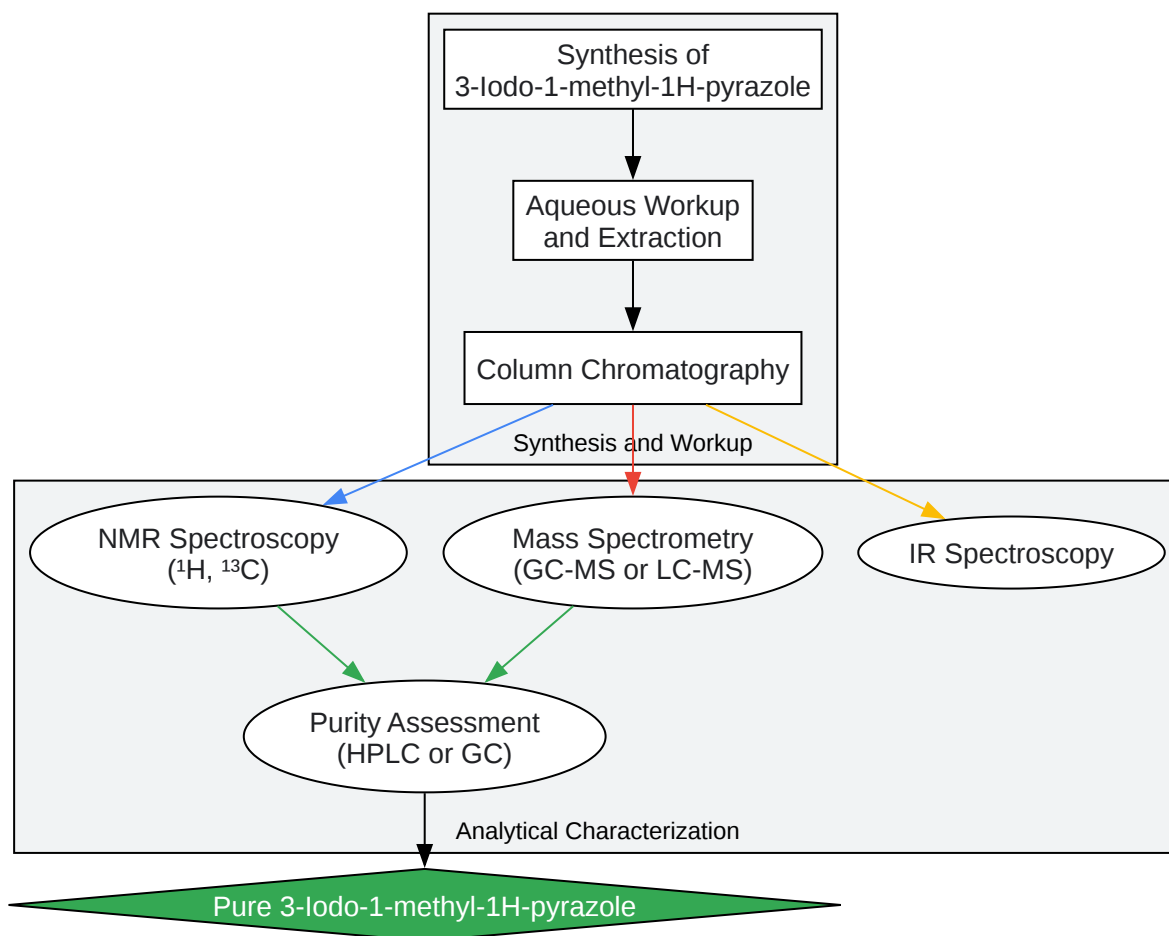 Synthesis of
3-Iodo-1-methyl-1H-pyrazole
Aqueous Workup
and Extraction
Column Chromatography
Synthesis and Workup
NMR Spectroscopy
(¹H, ¹³C)
Mass Spectrometry
(GC-MS or LC-MS)
IR Spectroscopy
Purity Assessment
(HPLC or GC)
Analytical Characterization
Pure 3-Iodo-1-methyl-1H-pyrazole